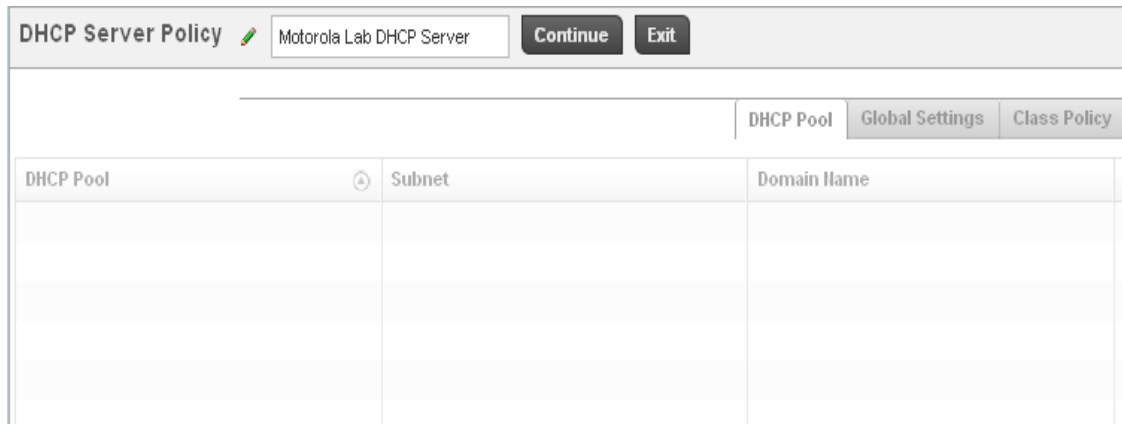 DHCP Server Policy Motorola Lab DHCP Server Continue Exit
DHCP Pool Global Settings Class Policy
DHCP Pool Subnet Domain Name